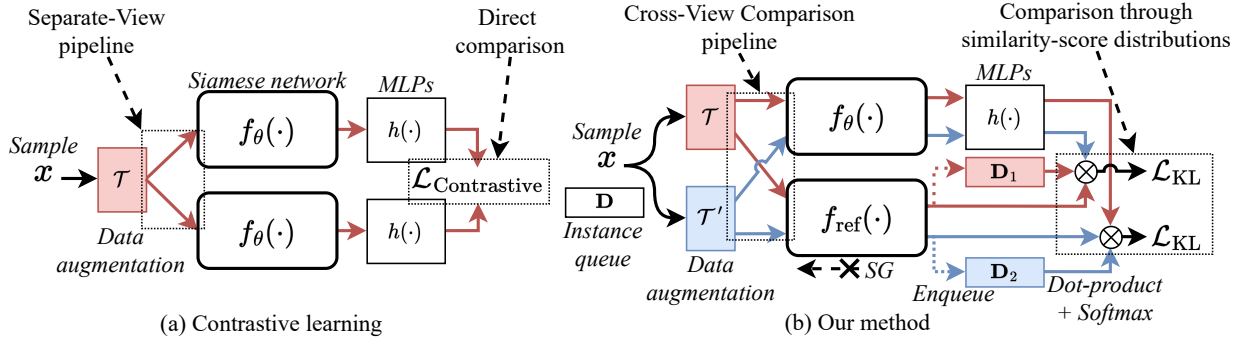 Separate-View
pipeline
Direct
comparison
Siamese network
MLPs
Sample
x
𝒯
f_θ(·)
h(·)
ℒ_Contrastive
f_θ(·)
h(·)
Data
augmentation
(a) Contrastive learning
Cross-View Comparison
pipeline
Comparison through
similarity-score distributions
MLPs
Sample
x
𝒯
f_θ(·)
h(·)
D
Instance
queue
𝒯′
f_ref(·)
D₁
ℒ_KL
ℒ_KL
D₂
SG
Data
augmentation
Enqueue
Dot-product
+ Softmax
(b) Our method